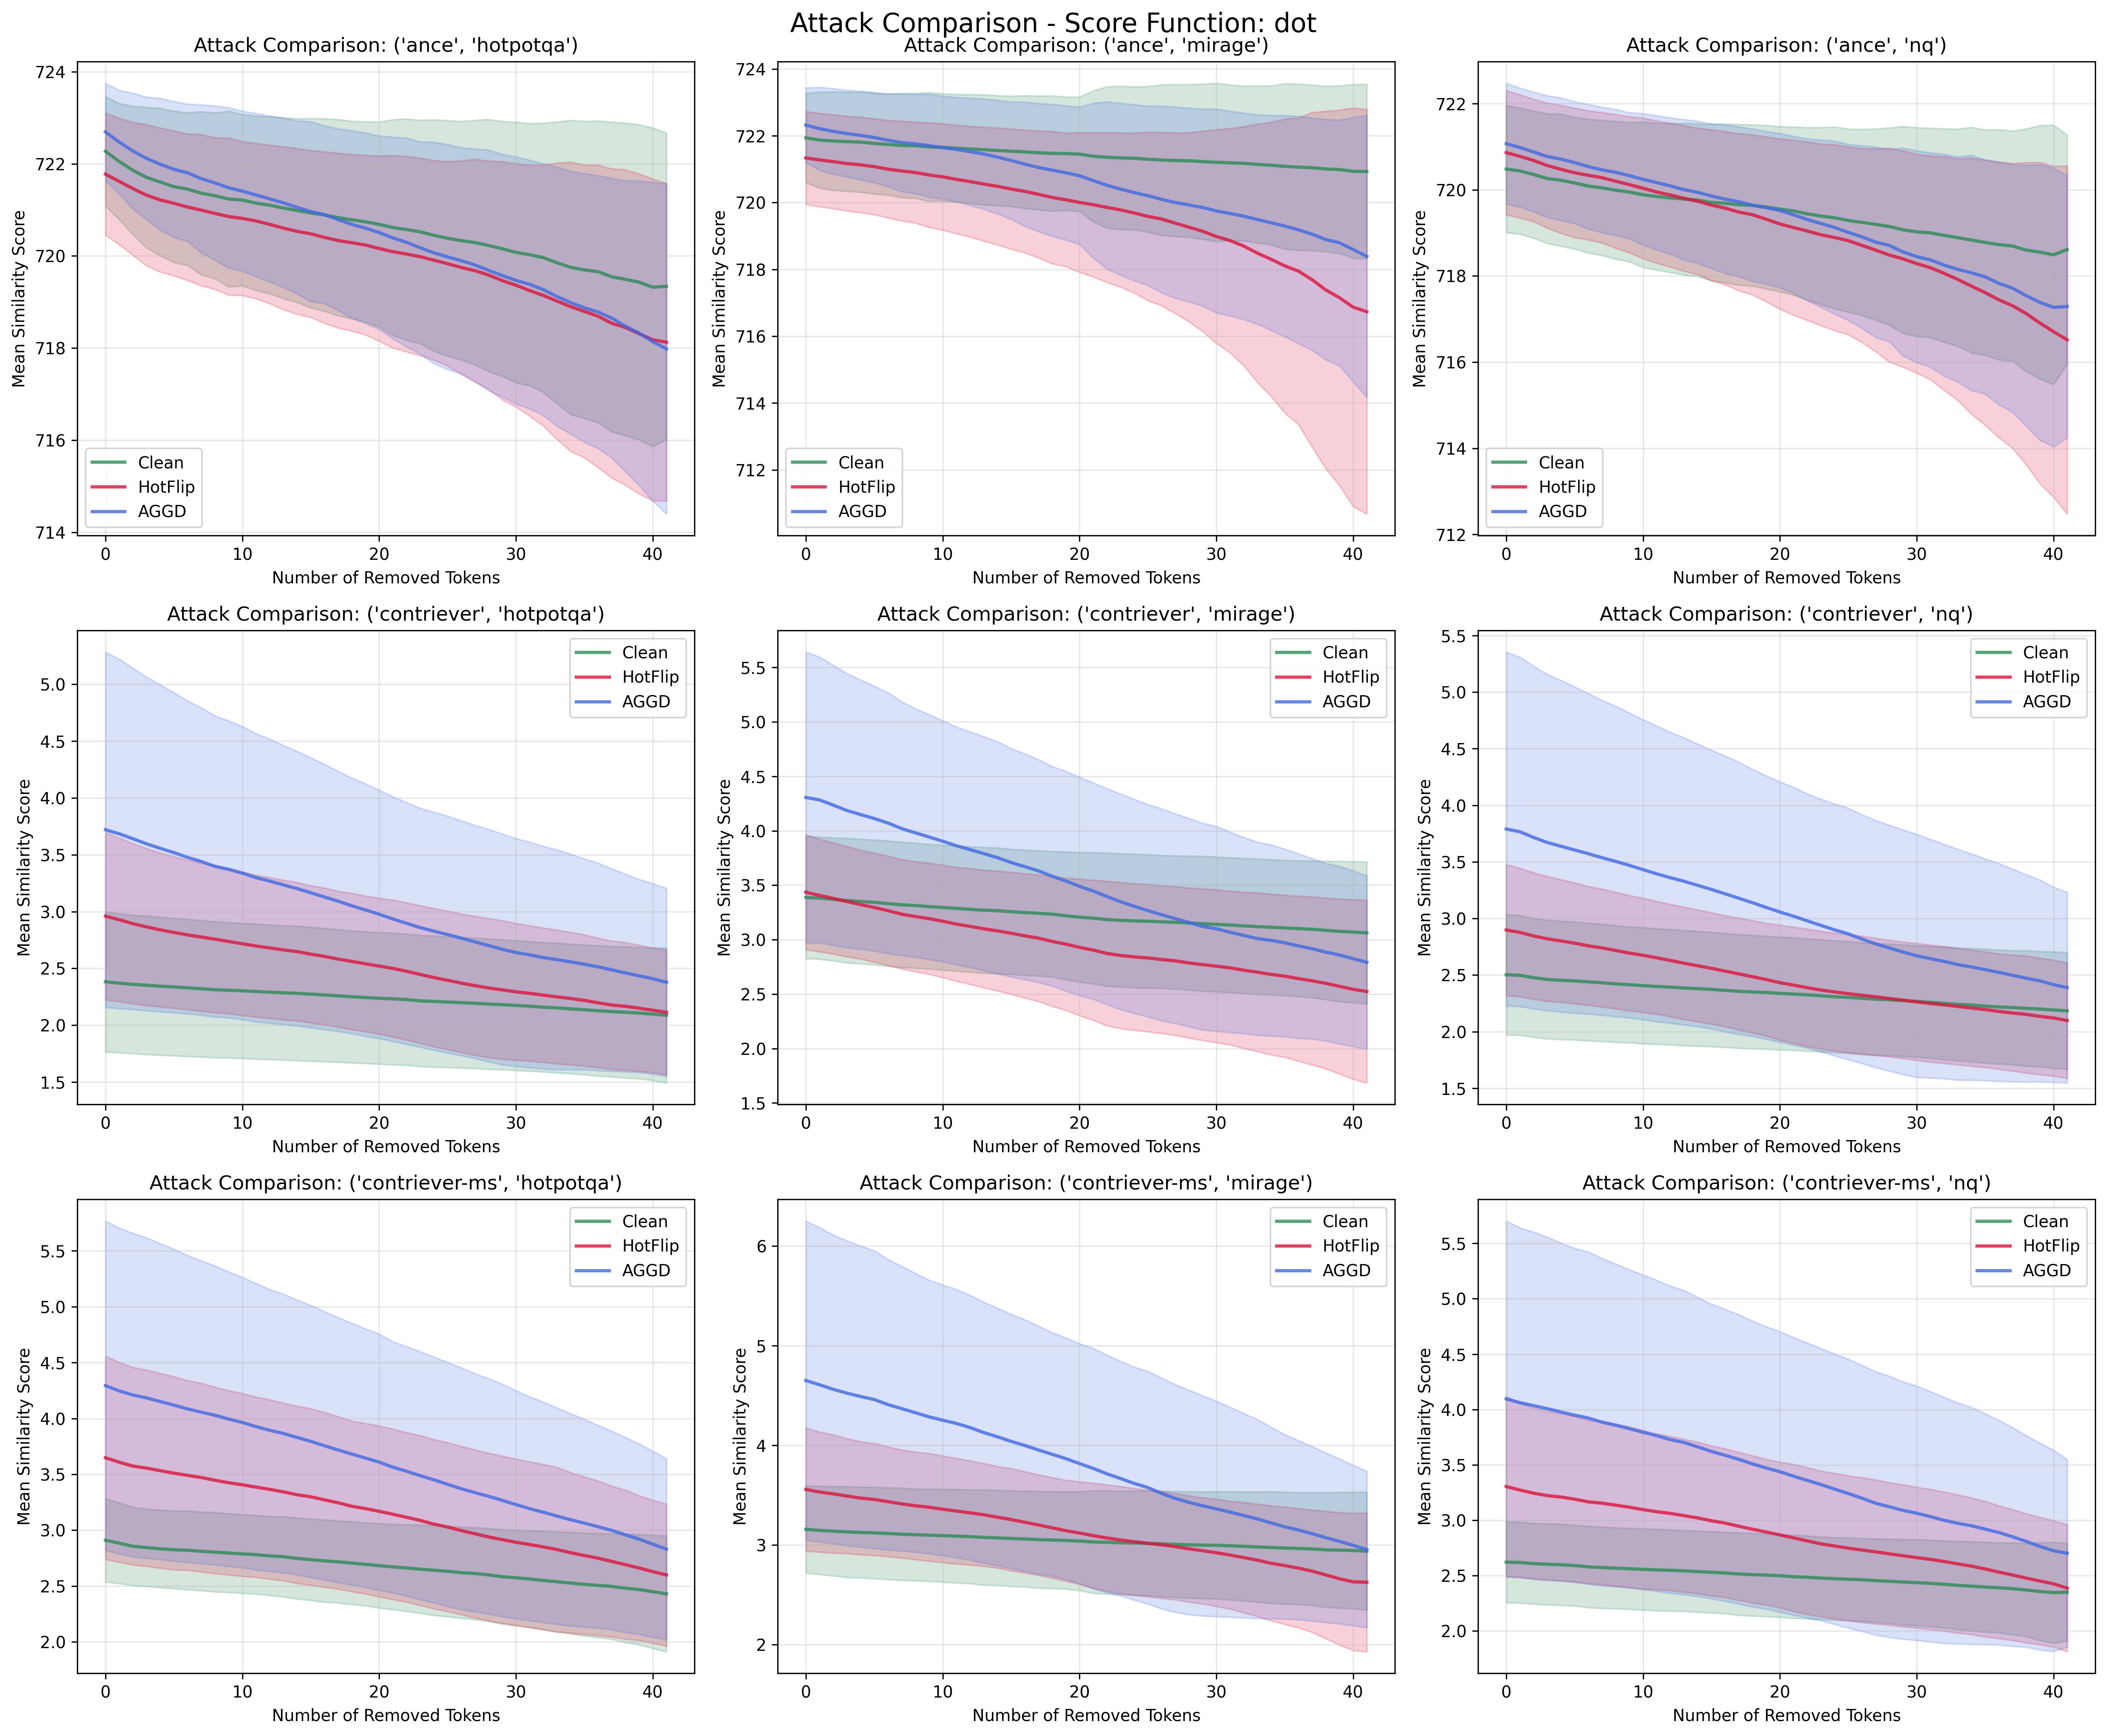 Attack Comparison - Score Function: dot
Attack Comparison: ('ance', 'hotpotqa')
724
722
720
718
716
714
Mean Similarity Score
Clean
HotFlip
AGGD
0 10 20 30 40
Number of Removed Tokens
Attack Comparison: ('ance', 'mirage')
724
722
720
718
716
714
712
Mean Similarity Score
Clean
HotFlip
AGGD
0 10 20 30 40
Number of Removed Tokens
Attack Comparison: ('ance', 'nq')
722
720
718
716
714
712
Mean Similarity Score
Clean
HotFlip
AGGD
0 10 20 30 40
Number of Removed Tokens
Attack Comparison: ('contriever', 'hotpotqa')
5.0
4.5
4.0
3.5
3.0
2.5
2.0
1.5
Mean Similarity Score
Clean
HotFlip
AGGD
0 10 20 30 40
Number of Removed Tokens
Attack Comparison: ('contriever', 'mirage')
5.5
5.0
4.5
4.0
3.5
3.0
2.5
2.0
1.5
Mean Similarity Score
Clean
HotFlip
AGGD
0 10 20 30 40
Number of Removed Tokens
Attack Comparison: ('contriever', 'nq')
5.5
5.0
4.5
4.0
3.5
3.0
2.5
2.0
1.5
Mean Similarity Score
Clean
HotFlip
AGGD
0 10 20 30 40
Number of Removed Tokens
Attack Comparison: ('contriever-ms', 'hotpotqa')
5.5
5.0
4.5
4.0
3.5
3.0
2.5
2.0
Mean Similarity Score
Clean
HotFlip
AGGD
0 10 20 30 40
Number of Removed Tokens
Attack Comparison: ('contriever-ms', 'mirage')
6
5
4
3
2
Mean Similarity Score
Clean
HotFlip
AGGD
0 10 20 30 40
Number of Removed Tokens
Attack Comparison: ('contriever-ms', 'nq')
5.5
5.0
4.5
4.0
3.5
3.0
2.5
2.0
Mean Similarity Score
Clean
HotFlip
AGGD
0 10 20 30 40
Number of Removed Tokens